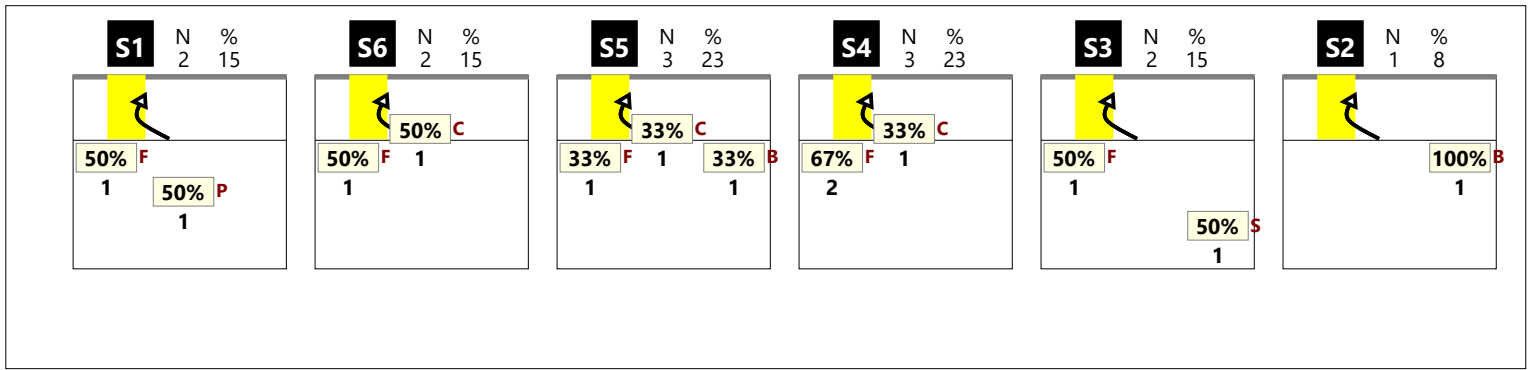 S1 N %
2 15
50% F
1
50% P
1
S6 N %
2 15
50% C
1
50% F
1
S5 N %
3 23
33% C
1
33% F
1
33% B
1
S4 N %
3 23
33% C
1
67% F
2
S3 N %
2 15
50% F
1
50% S
1
S2 N %
1 8
100% B
1